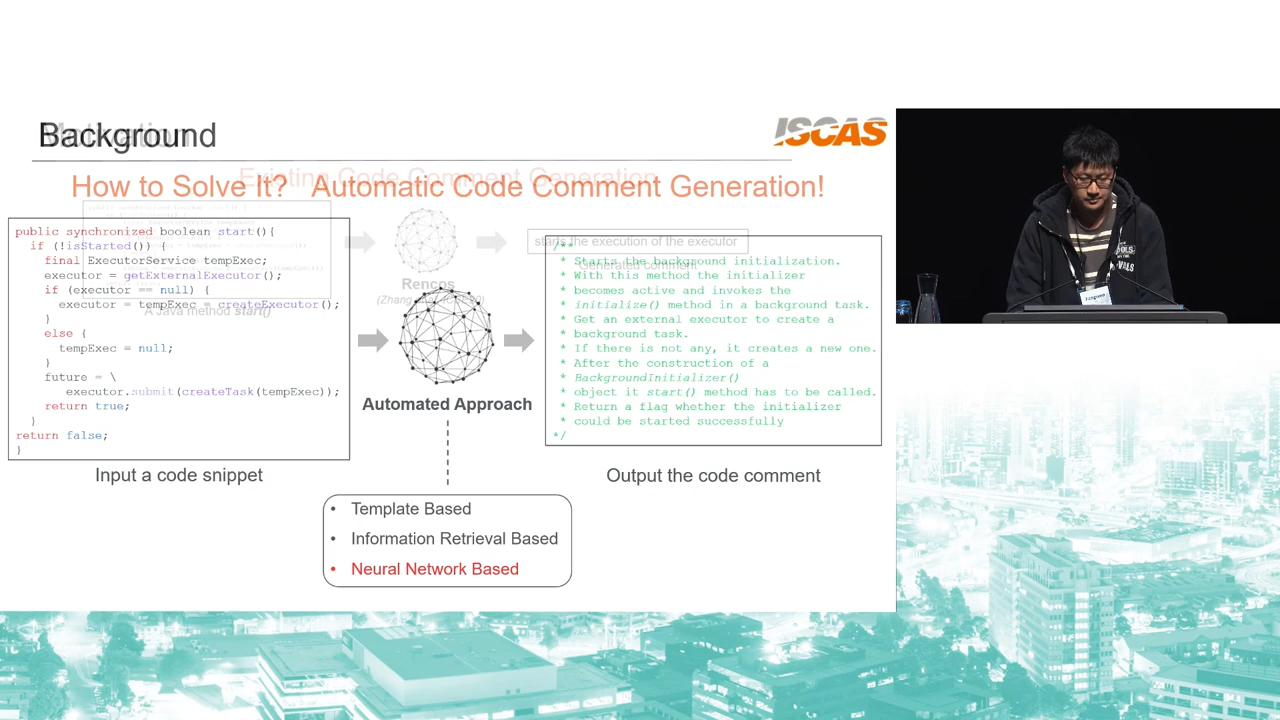 Background
Motivation
ISCAS
How to Solve It? Automatic Code Comment Generation!
Existing Code Comment Generation
public synchronized boolean start(){
if (!isStarted()) {
final ExecutorService tempExec;
executor = getExternalExecutor();
if (executor == null) {
executor = tempExec = createExecutor();
}
else {
tempExec = null;
}
future = \
executor.submit(createTask(tempExec));
return true;
}
return false;
}
Input a code snippet
A Java method start()
Rencos
(Zhang
Automated Approach
starts the execution of the executor
Generated comment
/**
* Starts the background initialization.
* With this method the initializer
* becomes active and invokes the
* initialize() method in a background task.
* Get an external executor to create a
* background task.
* If there is not any, it creates a new one.
* After the construction of a
* BackgroundInitializer()
* object it start() method has to be called.
* Return a flag whether the initializer
* could be started successfully
*/
Output the code comment
• Template Based
• Information Retrieval Based
• Neural Network Based